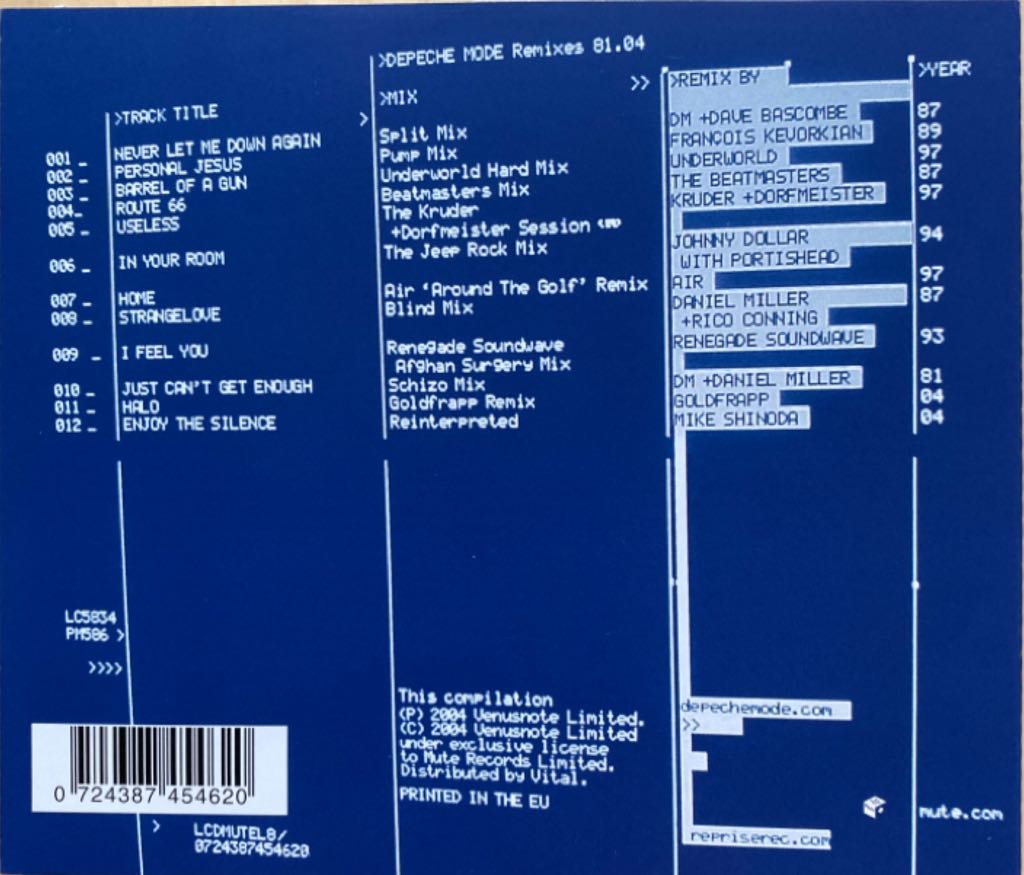 >DEPECHE MODE Remixes 81.04
>TRACK TITLE > >MIX >> >REMIX BY >YEAR
001 _ NEVER LET ME DOWN AGAIN Split Mix DM +DAVE BASCOMBE 87
002 _ PERSONAL JESUS Pump Mix FRANÇOIS KEVORKIAN 89
003 _ BARREL OF A GUN Underworld Hard Mix UNDERWORLD 97
004_ ROUTE 66 Beatmasters Mix THE BEATMASTERS 87
005 _ USELESS The Kruder KRUDER +DORFMEISTER 97
+Dorfmeister Session
006 _ IN YOUR ROOM The Jeep Rock Mix JOHNNY DOLLAR 94
WITH PORTISHEAD
007 _ HOME Air ‘Around The Golf’ Remix AIR 97
008 _ STRANGELOVE Blind Mix DANIEL MILLER 87
+RICO CONNING
009 _ I FEEL YOU Renegade Soundwave RENEGADE SOUNDWAVE 93
Afghan Surgery Mix
010 _ JUST CAN'T GET ENOUGH Schizo Mix DM +DANIEL MILLER 81
011 _ HALO Goldfrapp Remix GOLDFRAPP 04
012 _ ENJOY THE SILENCE Reinterpreted MIKE SHINODA 04
LC5834
PM586 >
>>>>
This compilation
(P) 2004 Venusnote Limited.
(C) 2004 Venusnote Limited
under exclusive license
to Mute Records Limited.
Distributed by Vital.
PRINTED IN THE EU
depechemode.com
>>
mute.com
repriserec.com
0 724387 454620
> LCDMUTEL8/
0724387454620